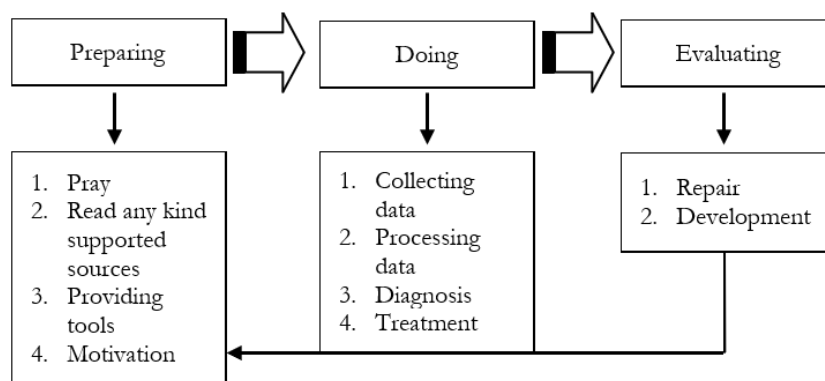 Preparing
Doing
Evaluating
1. Pray
2. Read any kind
supported
sources
3. Providing
tools
4. Motivation
1. Collecting
data
2. Processing
data
3. Diagnosis
4. Treatment
1. Repair
2. Development